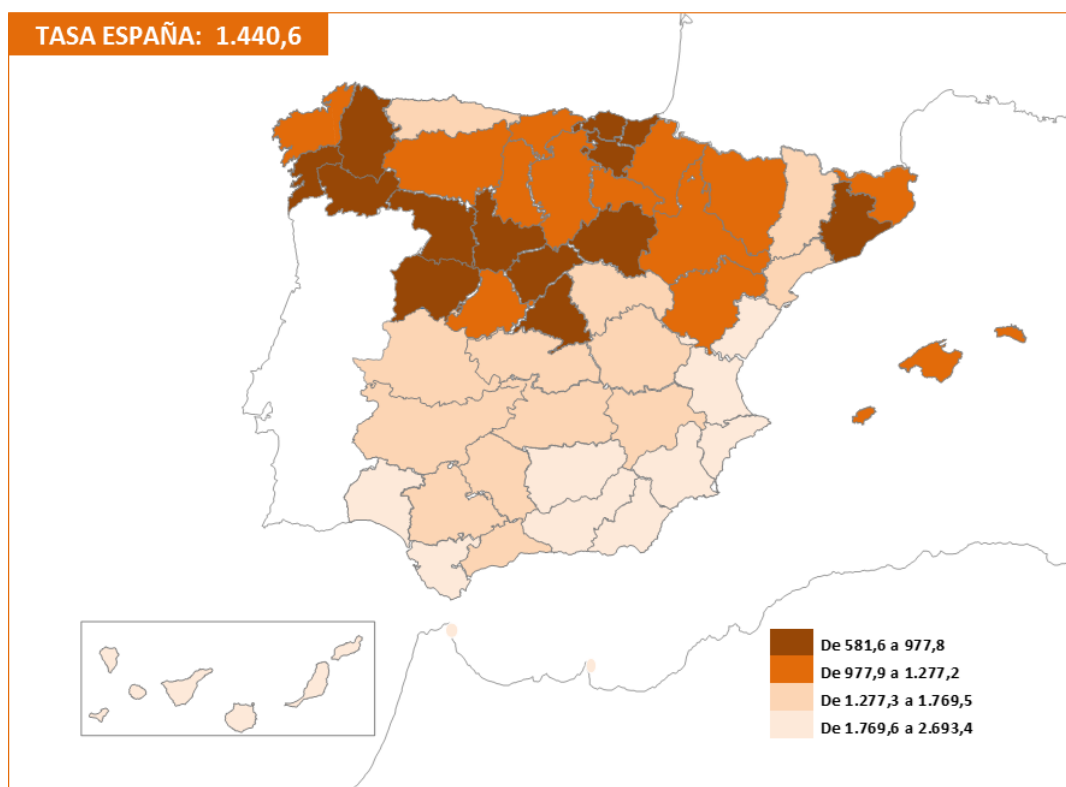 TASA ESPAÑA: 1.440,6
De 581,6 a 977,8
De 977,9 a 1.277,2
De 1.277,3 a 1.769,5
De 1.769,6 a 2.693,4